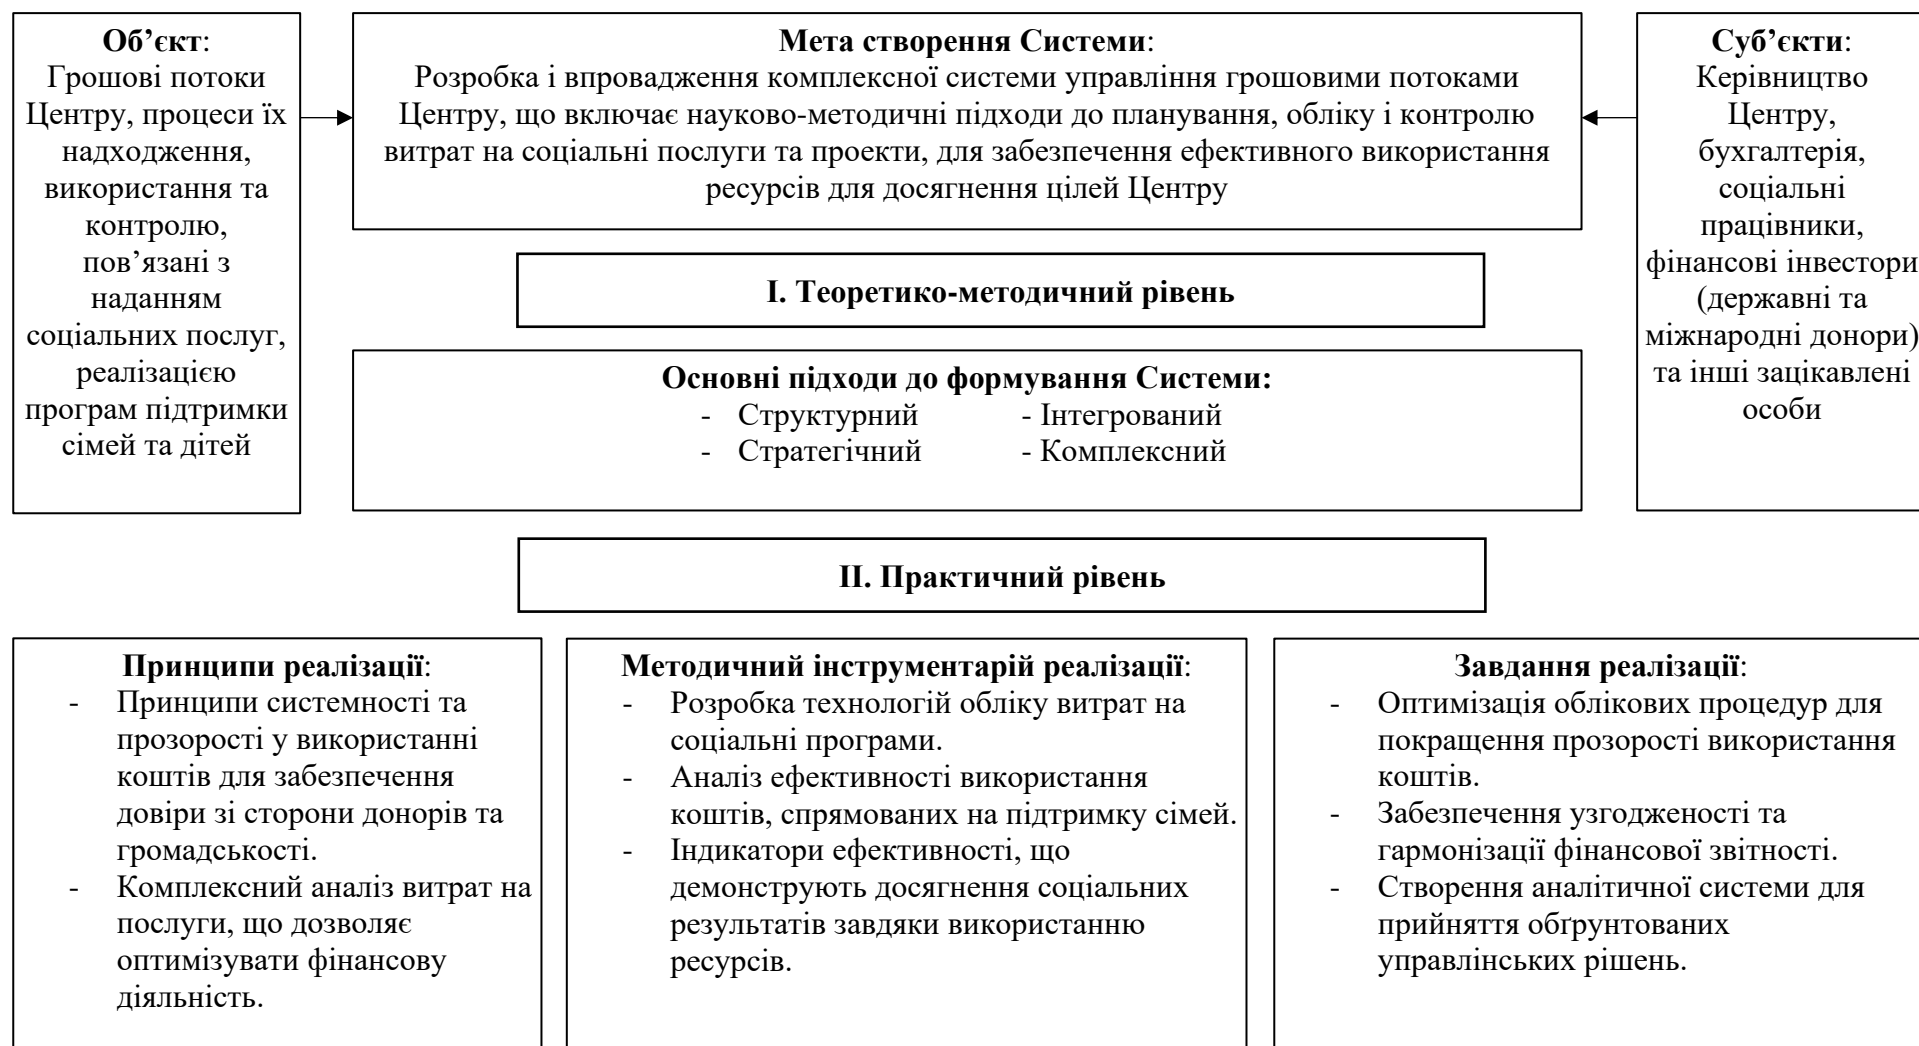 Об’єкт:
Грошові потоки
Центру, процеси їх
надходження,
використання та
контролю,
пов’язані з
наданням
соціальних послуг,
реалізацією
програм підтримки
сімей та дітей
Мета створення Системи:
Розробка і впровадження комплексної системи управління грошовими потоками
Центру, що включає науково-методичні підходи до планування, обліку і контролю
витрат на соціальні послуги та проекти, для забезпечення ефективного використання
ресурсів для досягнення цілей Центру
Суб’єкти:
Керівництво
Центру,
бухгалтерія,
соціальні
працівники,
фінансові інвестори
(державні та
міжнародні донори)
та інші зацікавлені
особи
І. Теоретико-методичний рівень
Основні підходи до формування Системи:
- Структурний - Інтегрований
- Стратегічний - Комплексний
ІІ. Практичний рівень
Принципи реалізації:
- Принципи системності та
прозорості у використанні
коштів для забезпечення
довіри зі сторони донорів та
громадськості.
- Комплексний аналіз витрат на
послуги, що дозволяє
оптимізувати фінансову
діяльність.
Методичний інструментарій реалізації:
- Розробка технологій обліку витрат на
соціальні програми.
- Аналіз ефективності використання
коштів, спрямованих на підтримку сімей.
- Індикатори ефективності, що
демонструють досягнення соціальних
результатів завдяки використанню
ресурсів.
Завдання реалізації:
- Оптимізація облікових процедур для
покращення прозорості використання
коштів.
- Забезпечення узгодженості та
гармонізації фінансової звітності.
- Створення аналітичної системи для
прийняття обґрунтованих
управлінських рішень.